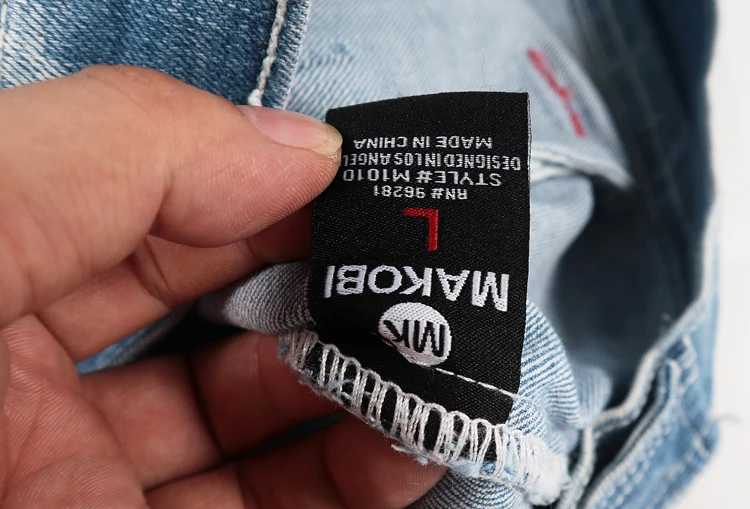 MK
MAKOBI
L
RN# 96281
STYLE# M1010
DESIGNED IN LOS ANGEL
MADE IN CHINA